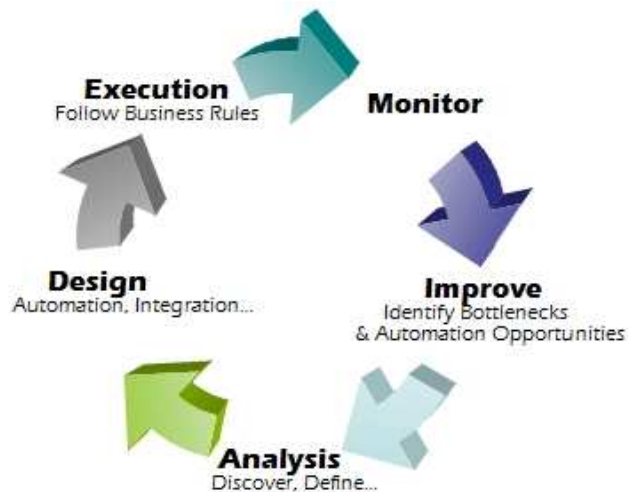 Execution
Follow Business Rules
Monitor
Design
Automation, Integration...
Improve
Identify Bottlenecks
& Automation Opportunities
Analysis
Discover, Define...